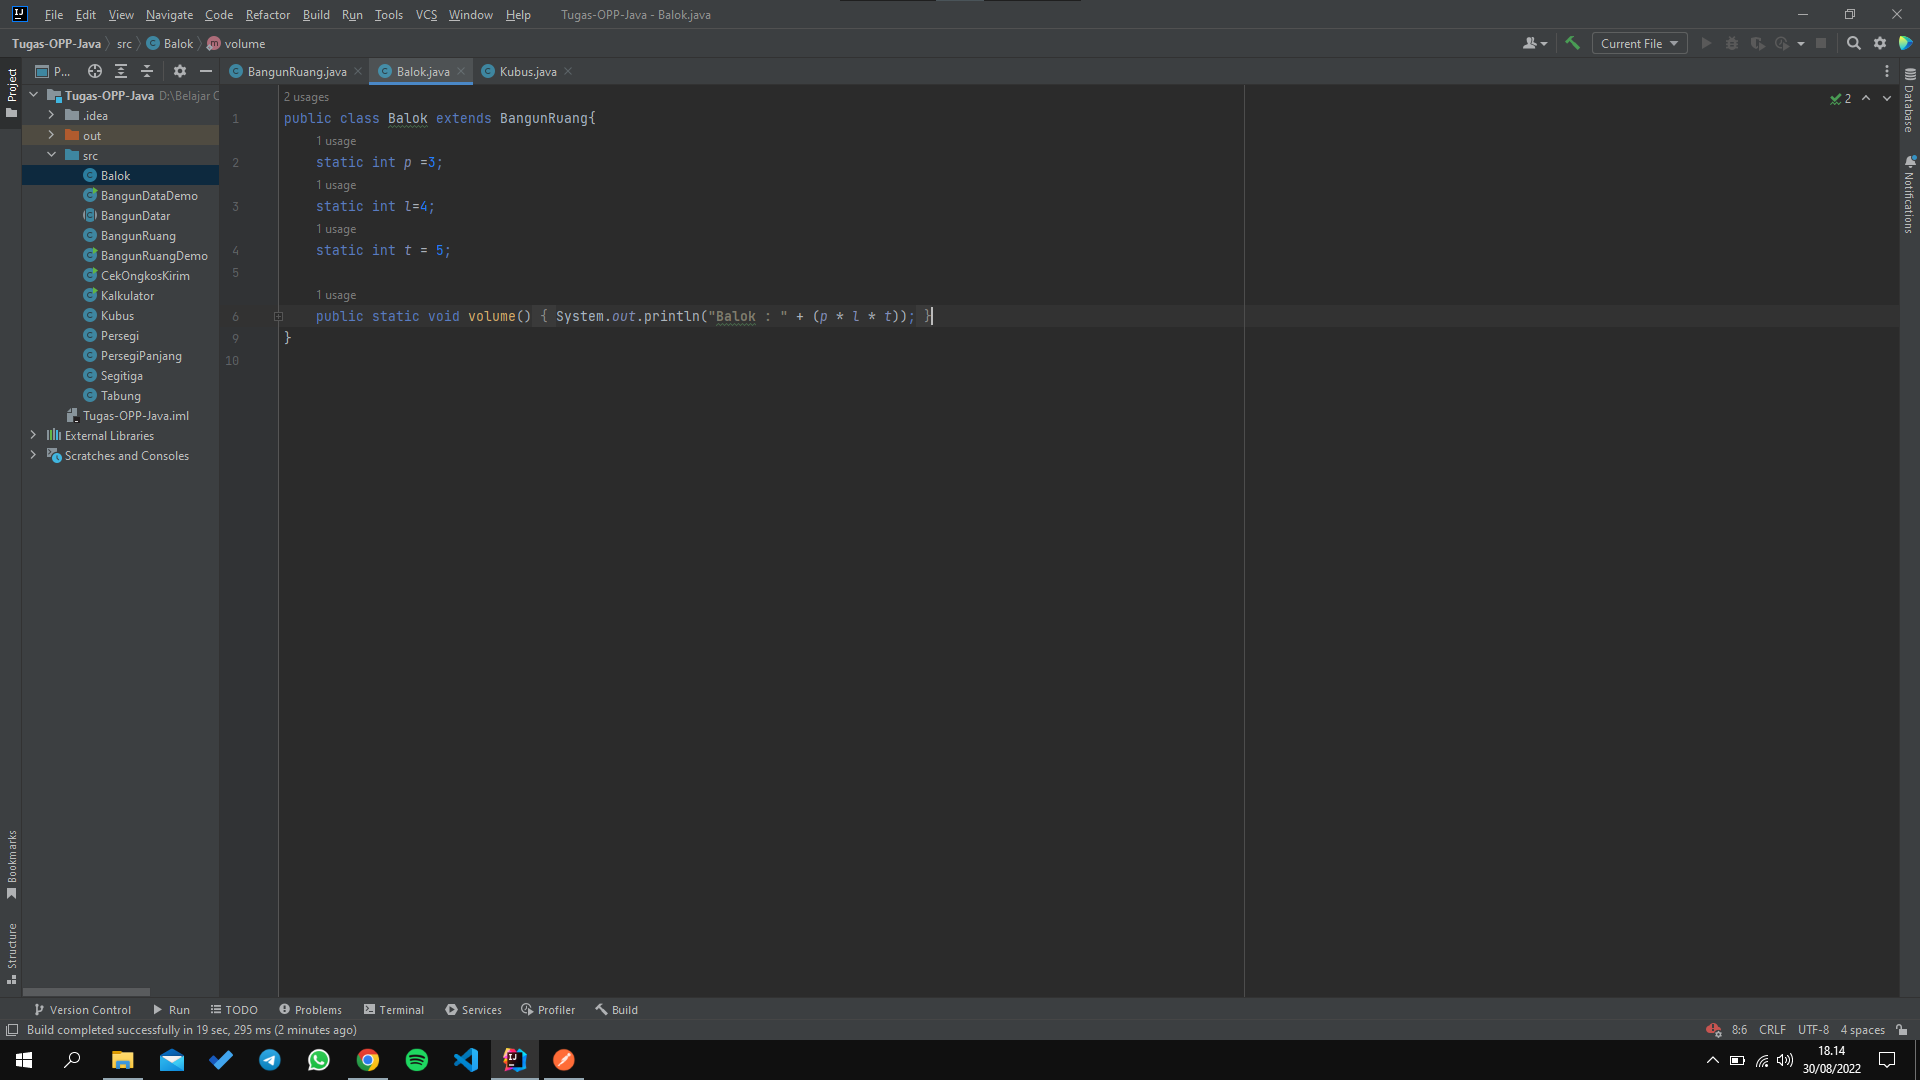 File Edit View Navigate Code Refactor Build Run Tools VCS Window Help Tugas-OPP-Java - Balok.java
Tugas-OPP-Java src Balok volume
Current File
Project
P...
BangunRuang.java Balok.java Kubus.java
Tugas-OPP-Java D:\Belajar C
.idea
out
src
Balok
BangunDataDemo
BangunDatar
BangunRuang
BangunRuangDemo
CekOngkosKirim
Kalkulator
Kubus
Persegi
PersegiPanjang
Segitiga
Tabung
Tugas-OPP-Java.iml
External Libraries
Scratches and Consoles
2 usages
1 public class Balok extends BangunRuang{
1 usage
2 static int p =3;
1 usage
3 static int l=4;
1 usage
4 static int t = 5;
5
1 usage
6 public static void volume() { System.out.println("Balok : " + (p * l * t)); }
9 }
10
2
Database
Notifications
Bookmarks
Structure
Version Control Run TODO Problems Terminal Services Profiler Build
Build completed successfully in 19 sec, 295 ms (2 minutes ago)
8:6 CRLF UTF-8 4 spaces
18.14
30/08/2022